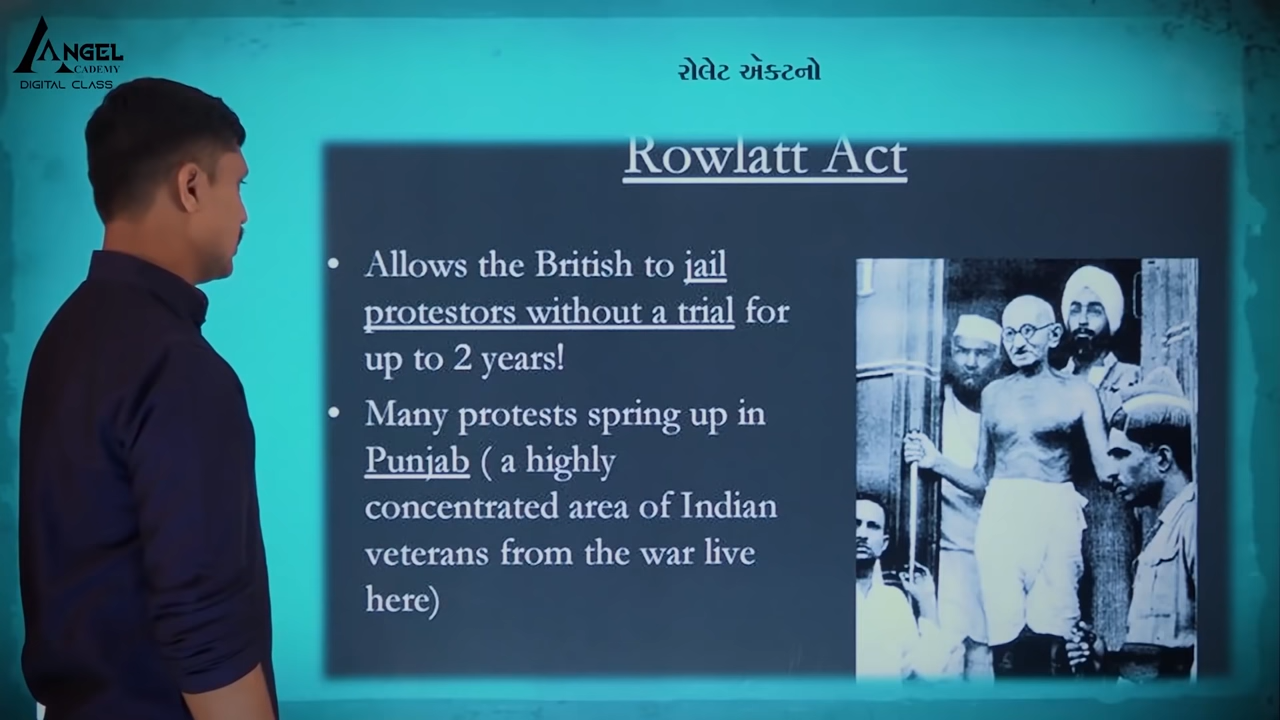 ANGEL
ACADEMY
DIGITAL CLASS
રોલેટ એક્ટનો
Rowlatt Act
• Allows the British to jail
protestors without a trial for
up to 2 years!
• Many protests spring up in
Punjab ( a highly
concentrated area of Indian
veterans from the war live
here)